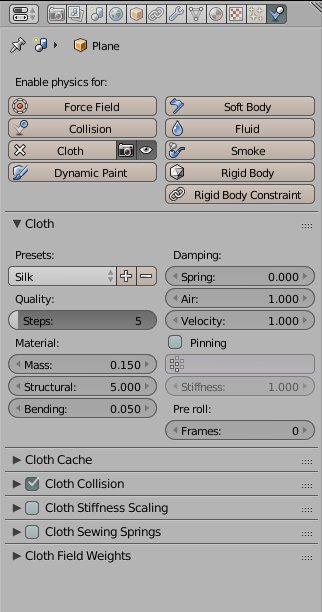 Plane
Enable physics for:
Force Field
Soft Body
Collision
Fluid
Cloth
Smoke
Dynamic Paint
Rigid Body
Rigid Body Constraint
Cloth
Presets:
Silk
Quality:
Steps: 5
Material:
Mass: 0.150
Structural: 5.000
Bending: 0.050
Damping:
Spring: 0.000
Air: 1.000
Velocity: 1.000
Pinning
Stiffness: 1.000
Pre roll:
Frames: 0
Cloth Cache
Cloth Collision
Cloth Stiffness Scaling
Cloth Sewing Springs
Cloth Field Weights